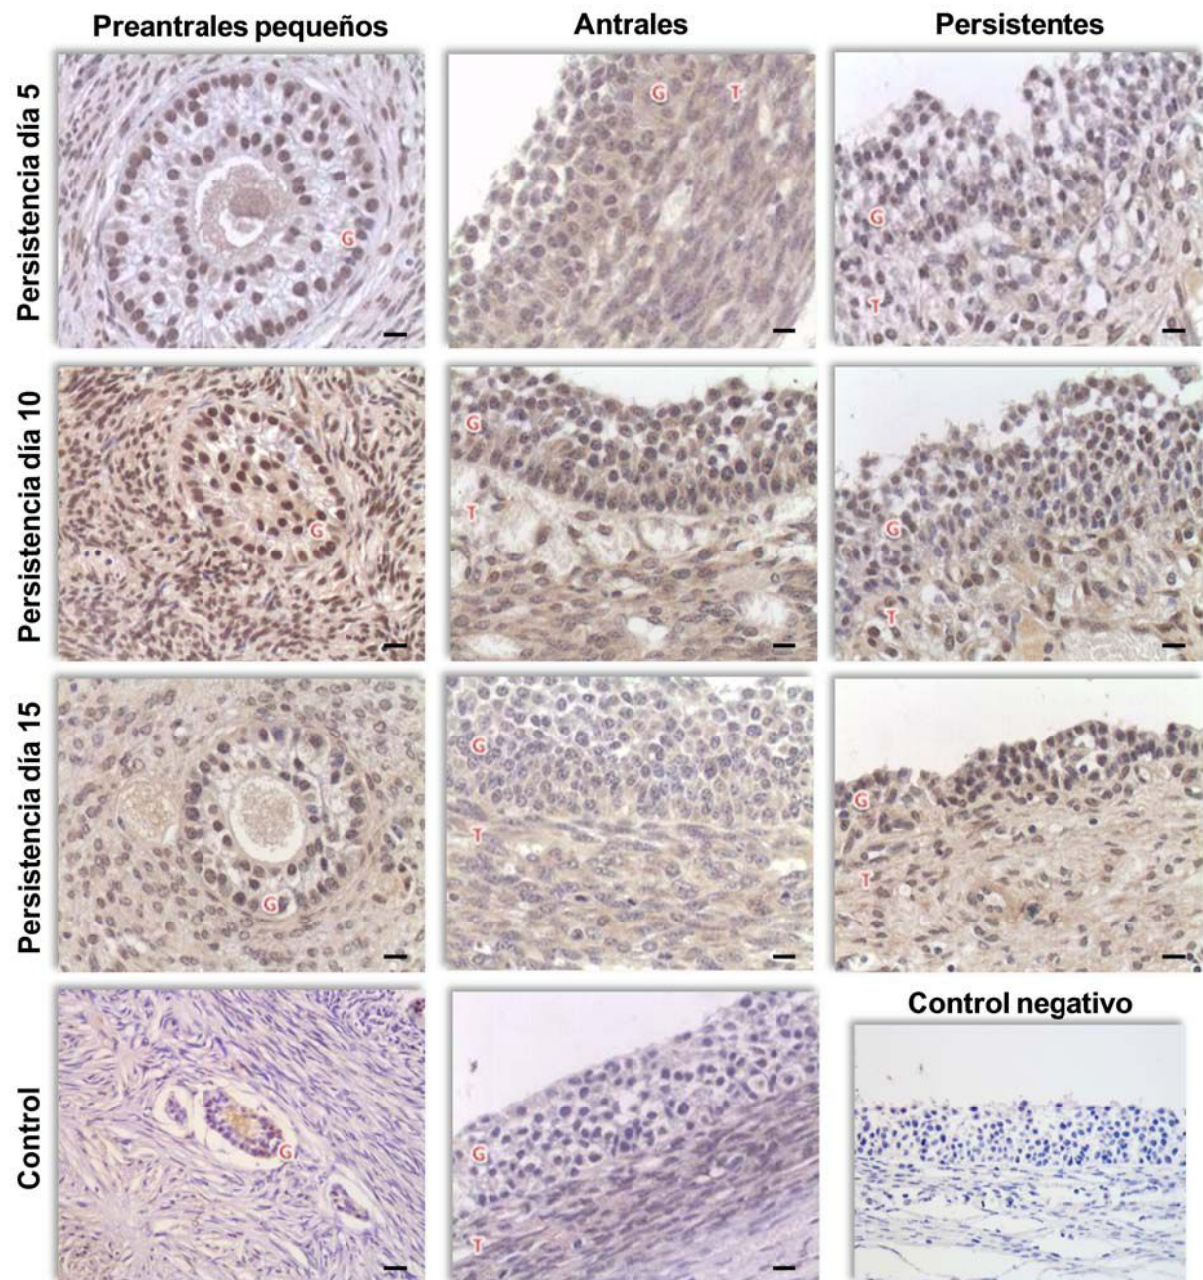 Preantrales pequeños
Antrales
Persistentes
Persistencia día 5
G
G
T
G
T
Persistencia día 10
G
G
T
G
T
Persistencia día 15
G
G
T
G
T
Control
G
G
T
Control negativo